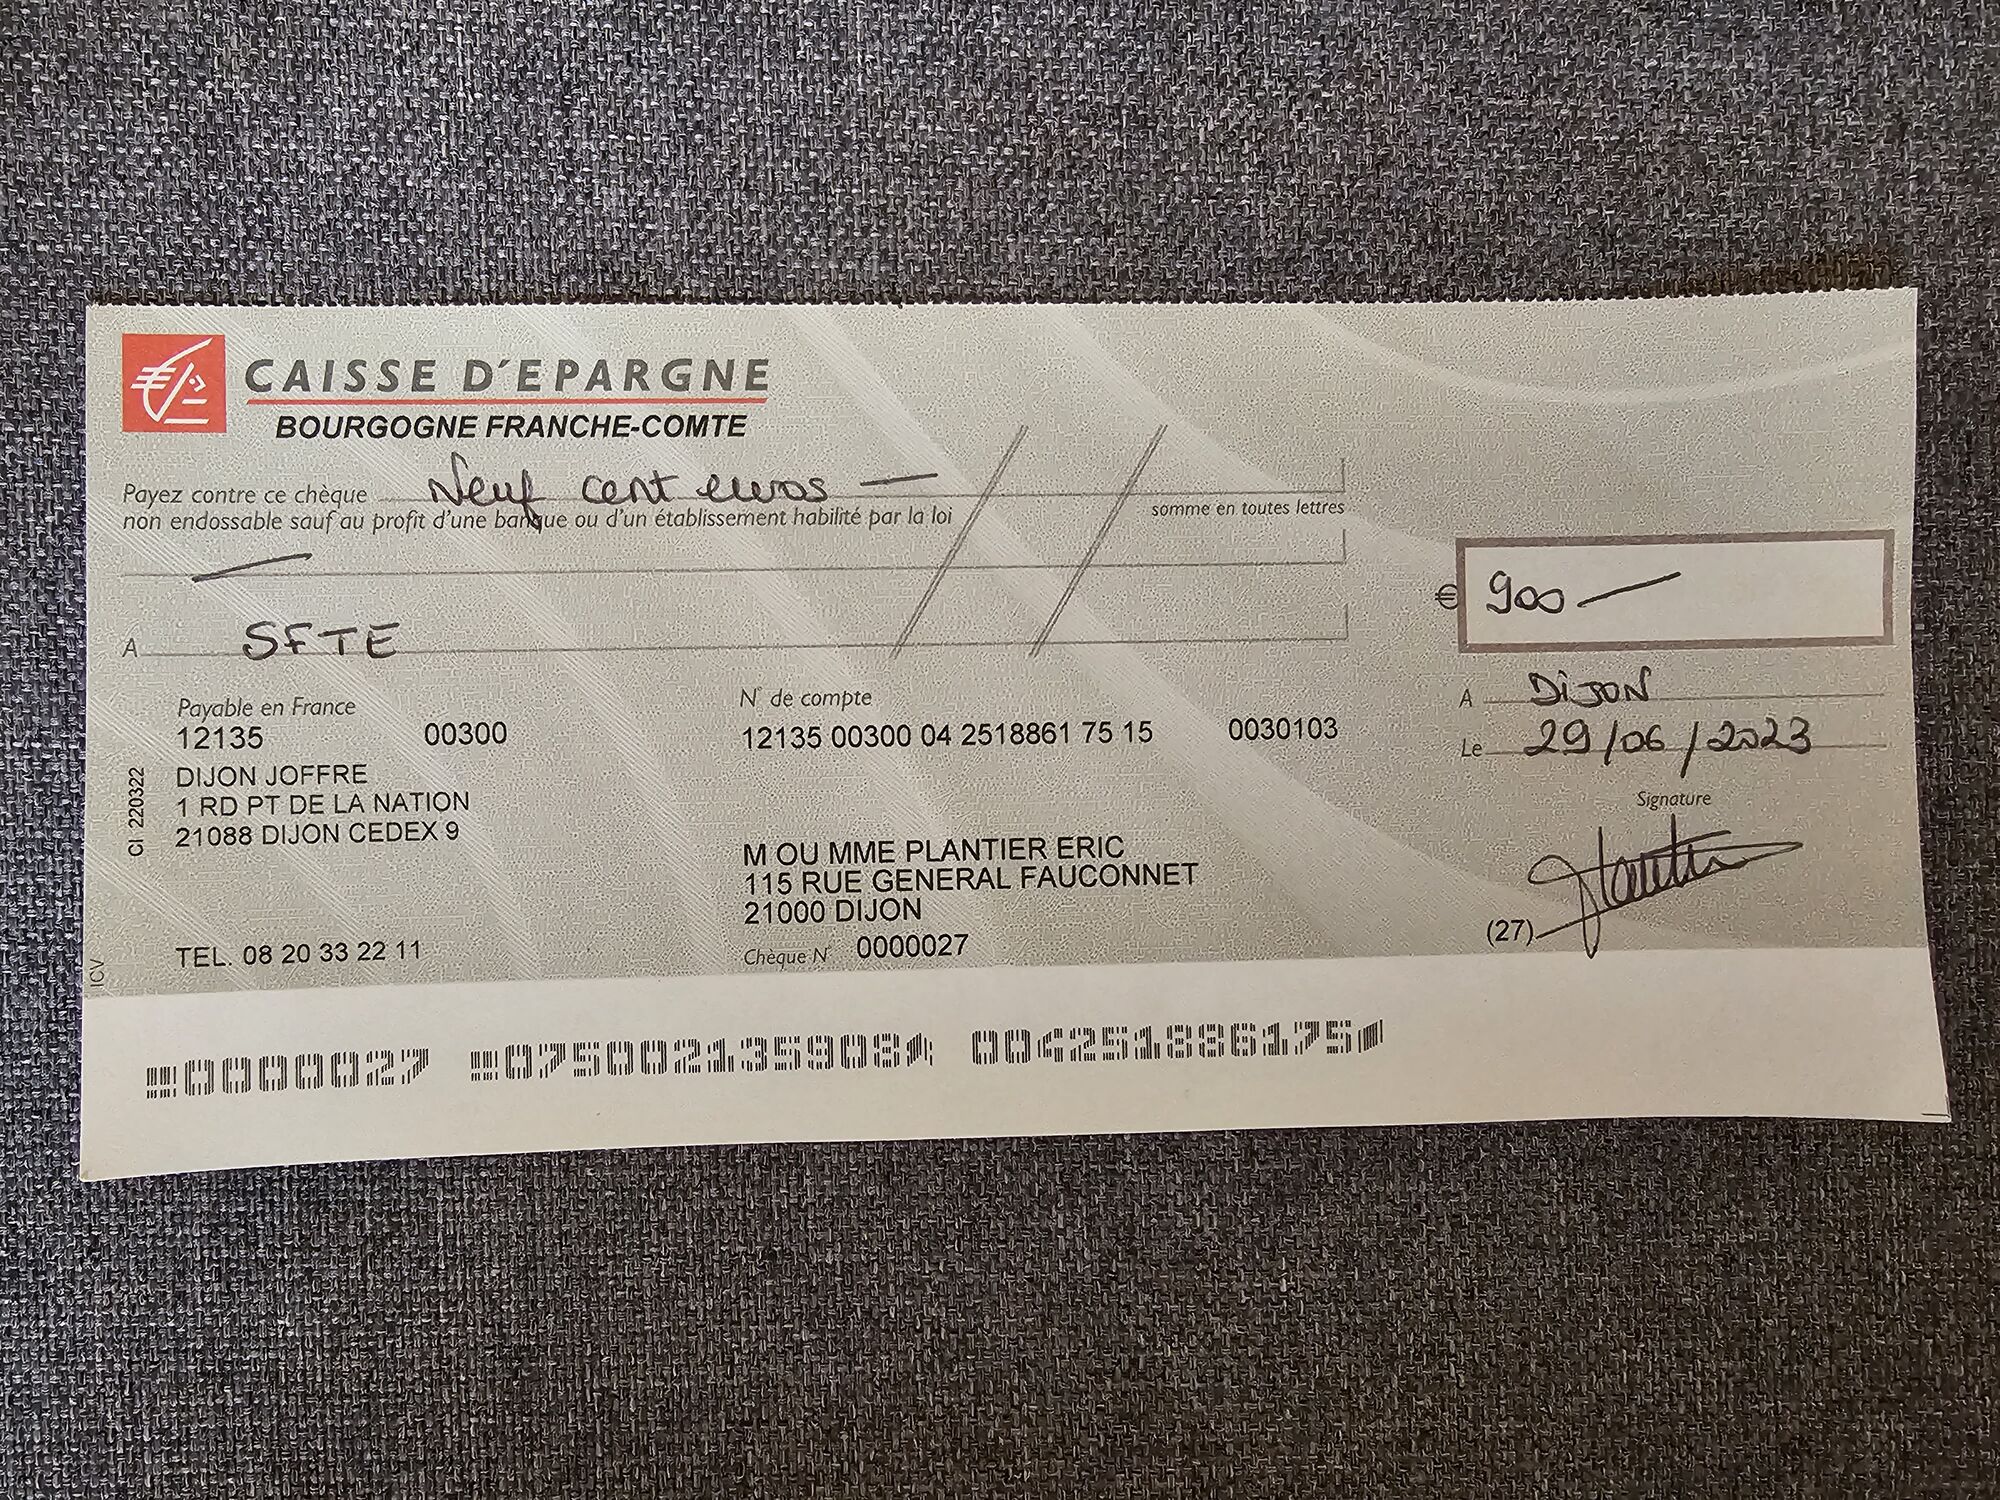 CAISSE D'EPARGNE
BOURGOGNE FRANCHE-COMTE
Payez contre ce chèque Neuf cent euros
non endossable sauf au profit d'une banque ou d'un établissement habilité par la loi
somme en toutes lettres
€ 900
A SFTE
Payable en France
12135 00300
N° de compte
12135 00300 04 2518861 75 15 0030103
A DIJON
Le 29/06/2023
DIJON JOFFRE
1 RD PT DE LA NATION
21088 DIJON CEDEX 9
CI 220322
Signature
M OU MME PLANTIER ERIC
115 RUE GENERAL FAUCONNET
21000 DIJON
(27)
TEL. 08 20 33 22 11
Chèque N° 0000027
ICV
0000027 075002135908 004251886175